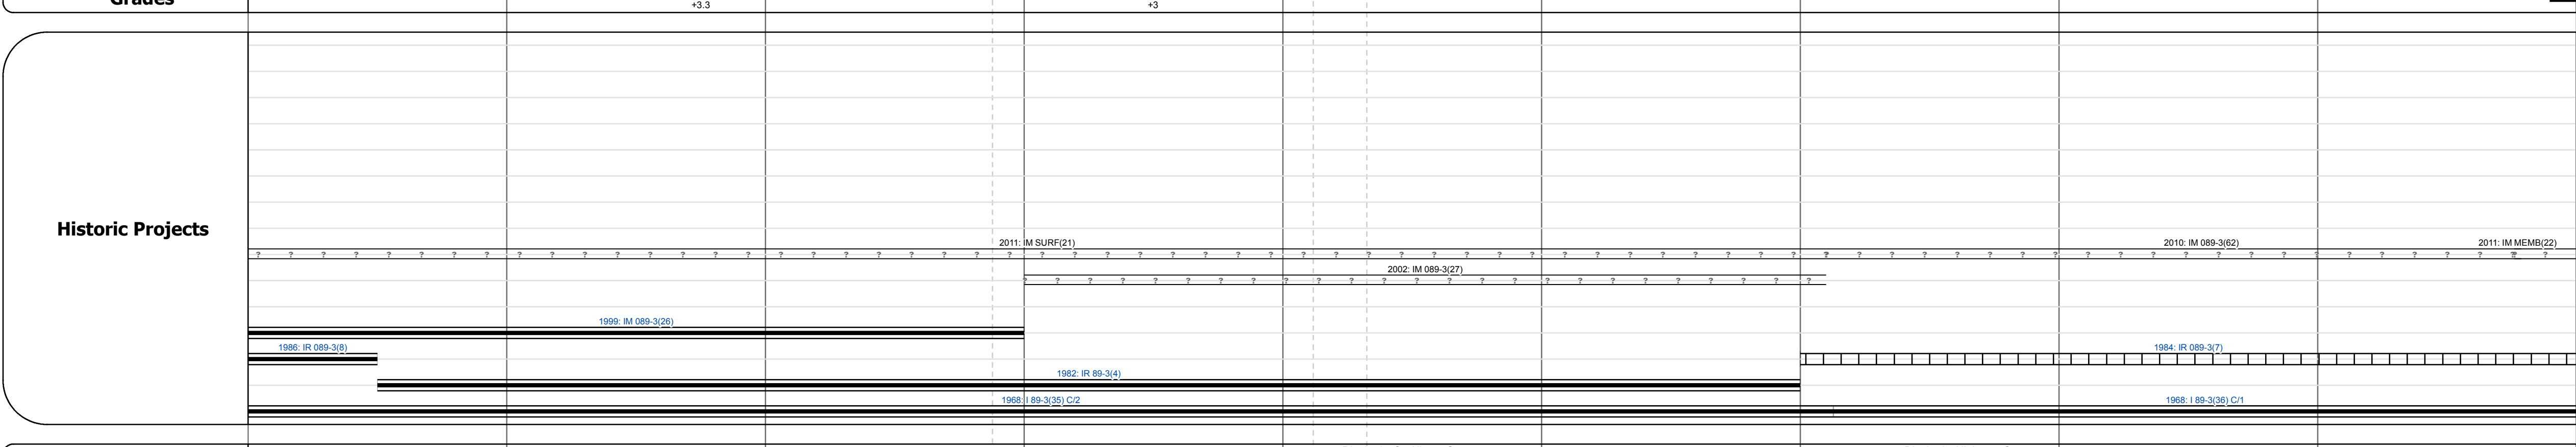 Grades
+3.3
+3
Historic Projects
2011: IM SURF(21)
2010: IM 089-3(62)
2011: IM MEMB(22)
? ? ? ? ? ? ? ? ? ? ? ? ? ? ? ? ? ? ? ? ? ? ? ? ? ? ? ? ? ? ? ? ? ? ? ? ? ? ? ? ? ? ? ? ? ? ? ? ? ? ? ? ? ? ? ? ? ? ? ? ? ? ? ? ? ? ? ? ? ? ? ?
2002: IM 089-3(27)
? ? ? ? ? ? ? ? ? ? ? ? ? ? ? ? ? ? ? ? ? ? ? ? ?
1999: IM 089-3(26)
1986: IR 089-3(8)
1984: IR 089-3(7)
1982: IR 89-3(4)
1968: I 89-3(35) C/2
1968: I 89-3(36) C/1